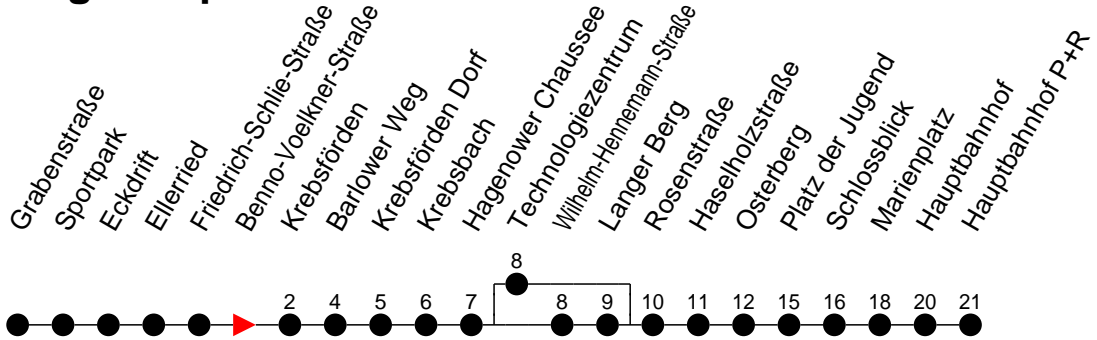 Grabenstraße
Sportpark
Eckdrift
Ellerried
Friedrich-Schlie-Straße
Benno-Voelkner-Straße
Krebsförden
Barlower Weg
Krebsförden Dorf
Krebsbach
Hagenower Chaussee
Technologiezentrum
Wilhelm-Hennemann-Straße
Langer Berg
Rosenstraße
Haselholzstraße
Osterberg
Platz der Jugend
Schlossblick
Marienplatz
Hauptbahnhof
Hauptbahnhof P+R
8
2 4 5 6 7 8 9 10 11 12 15 16 18 20 21